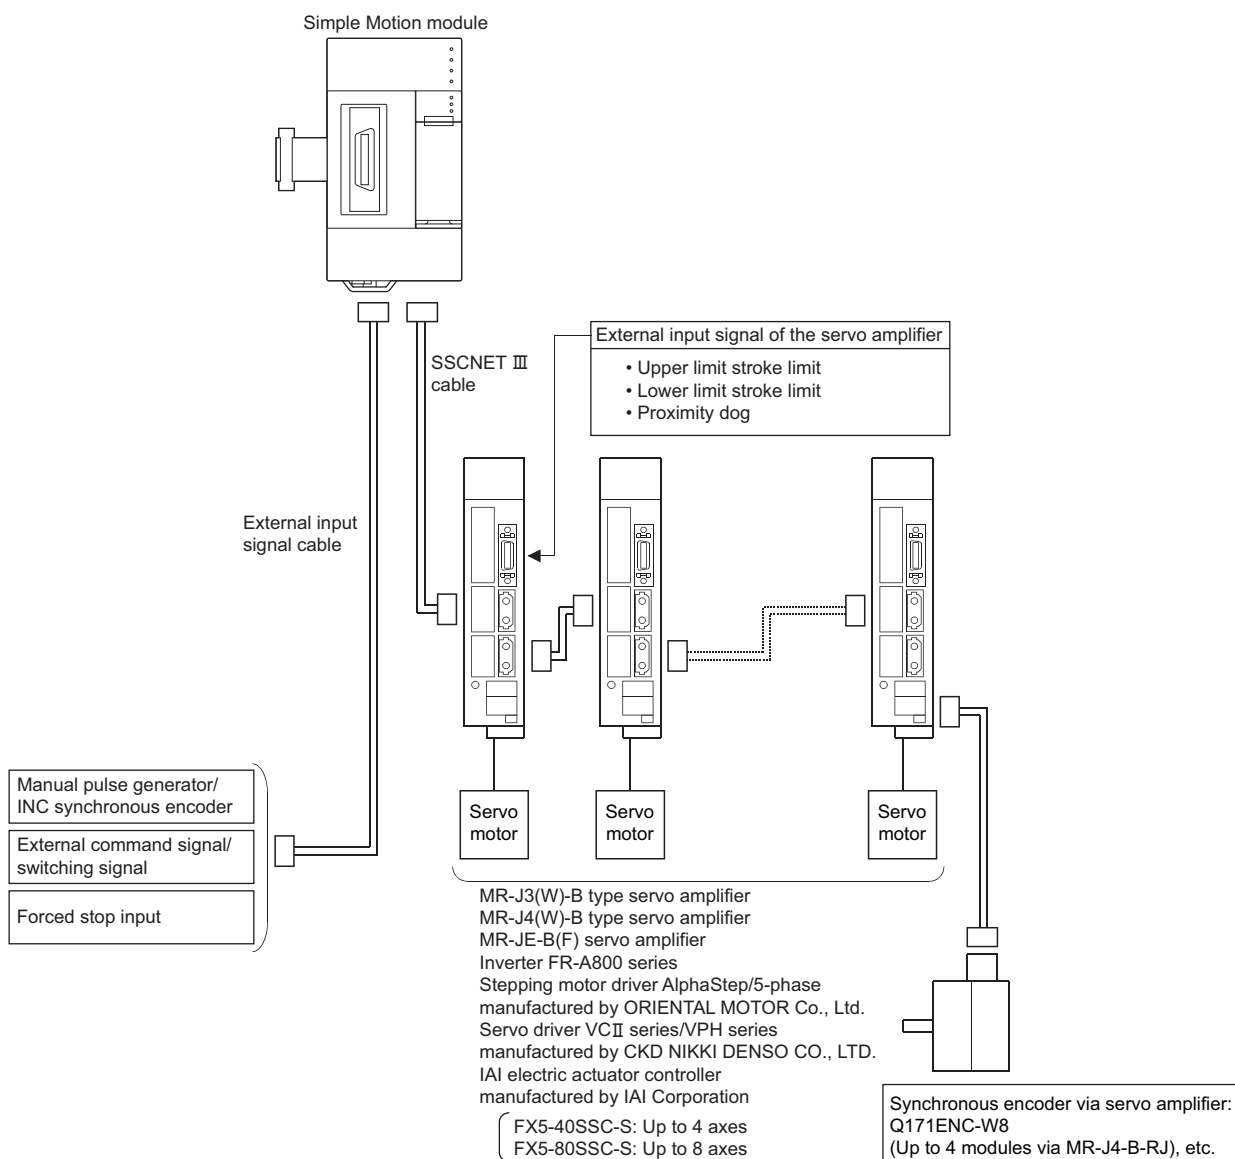 Simple Motion module
External input signal of the servo amplifier
• Upper limit stroke limit
• Lower limit stroke limit
• Proximity dog
SSCNET Ⅲ
cable
External input
signal cable
Manual pulse generator/
INC synchronous encoder
External command signal/
switching signal
Forced stop input
Servo
motor
Servo
motor
Servo
motor
MR-J3(W)-B type servo amplifier
MR-J4(W)-B type servo amplifier
MR-JE-B(F) servo amplifier
Inverter FR-A800 series
Stepping motor driver AlphaStep/5-phase
manufactured by ORIENTAL MOTOR Co., Ltd.
Servo driver VCⅡ series/VPH series
manufactured by CKD NIKKI DENSO CO., LTD.
IAI electric actuator controller
manufactured by IAI Corporation
FX5-40SSC-S: Up to 4 axes
FX5-80SSC-S: Up to 8 axes
Synchronous encoder via servo amplifier:
Q171ENC-W8
(Up to 4 modules via MR-J4-B-RJ), etc.